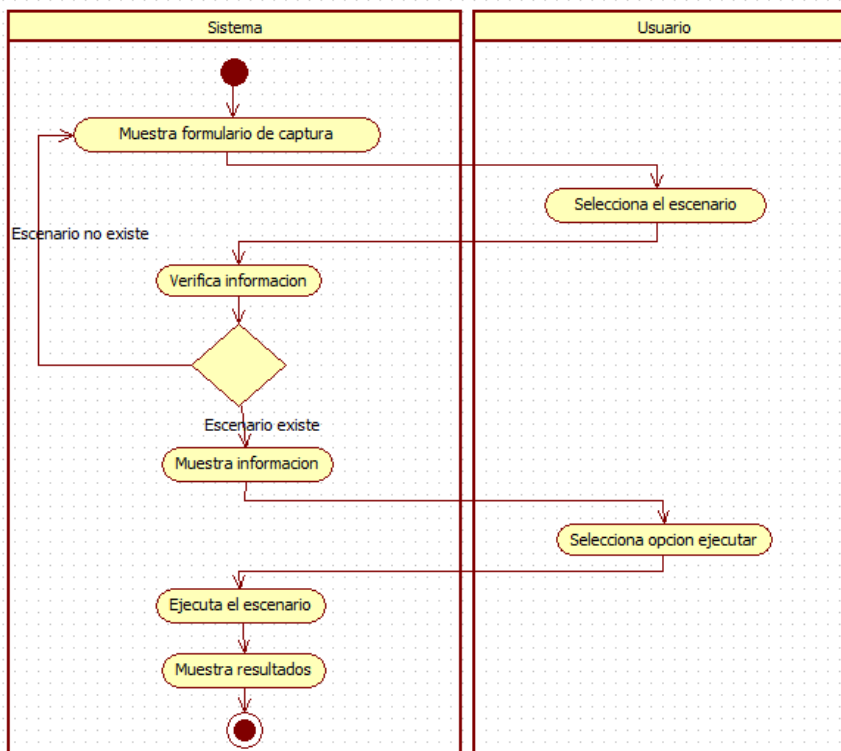 Sistema
Usuario
Muestra formulario de captura
Selecciona el escenario
Escenario no existe
Verifica informacion
Escenario existe
Muestra informacion
Selecciona opcion ejecutar
Ejecuta el escenario
Muestra resultados